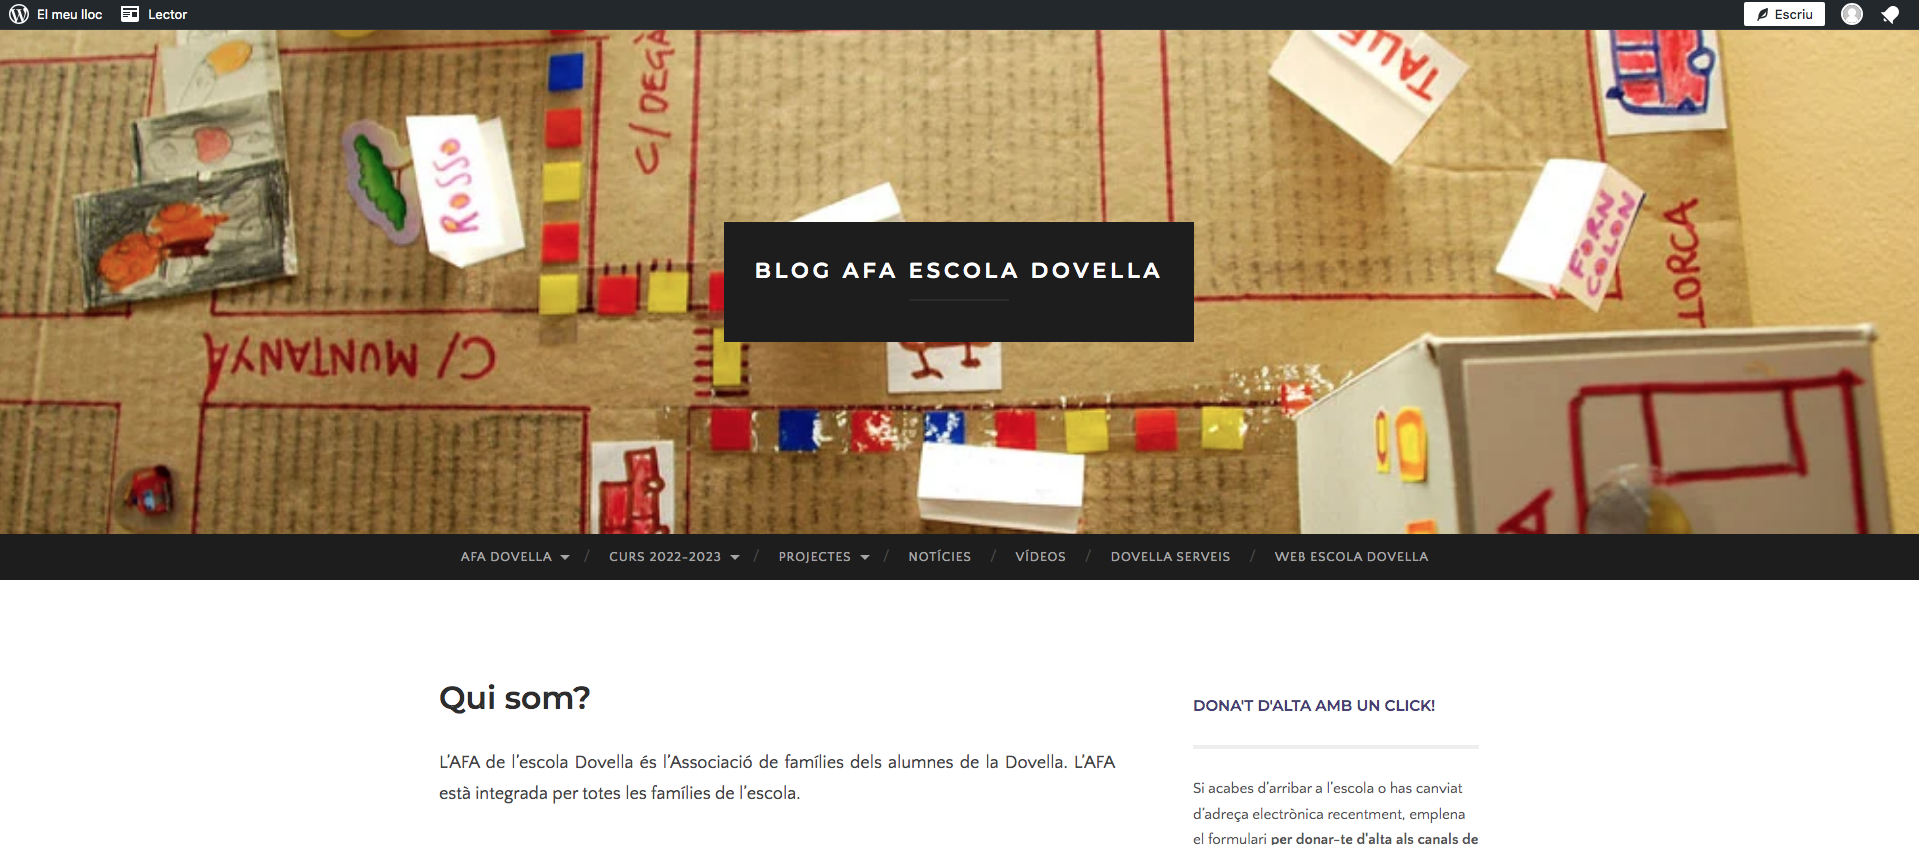 El meu lloc
Lector
Escriu
C/DEGÀ
TALLE
ROSSO
FORN
COLON
LLORCA
BLOG AFA ESCOLA DOVELLA
C/ MUNTANYA
AFA DOVELLA / CURS 2022-2023 / PROJECTES / NOTÍCIES / VÍDEOS / DOVELLA SERVEIS / WEB ESCOLA DOVELLA
Qui som?
L'AFA de l'escola Dovella és l'Associació de famílies dels alumnes de la Dovella. L'AFA
està integrada per totes les famílies de l'escola.
DONA'T D'ALTA AMB UN CLICK!
Si acabes d'arribar a l'escola o has canviat
d'adreça electrònica recentment, emplena
el formulari per donar-te d'alta als canals de